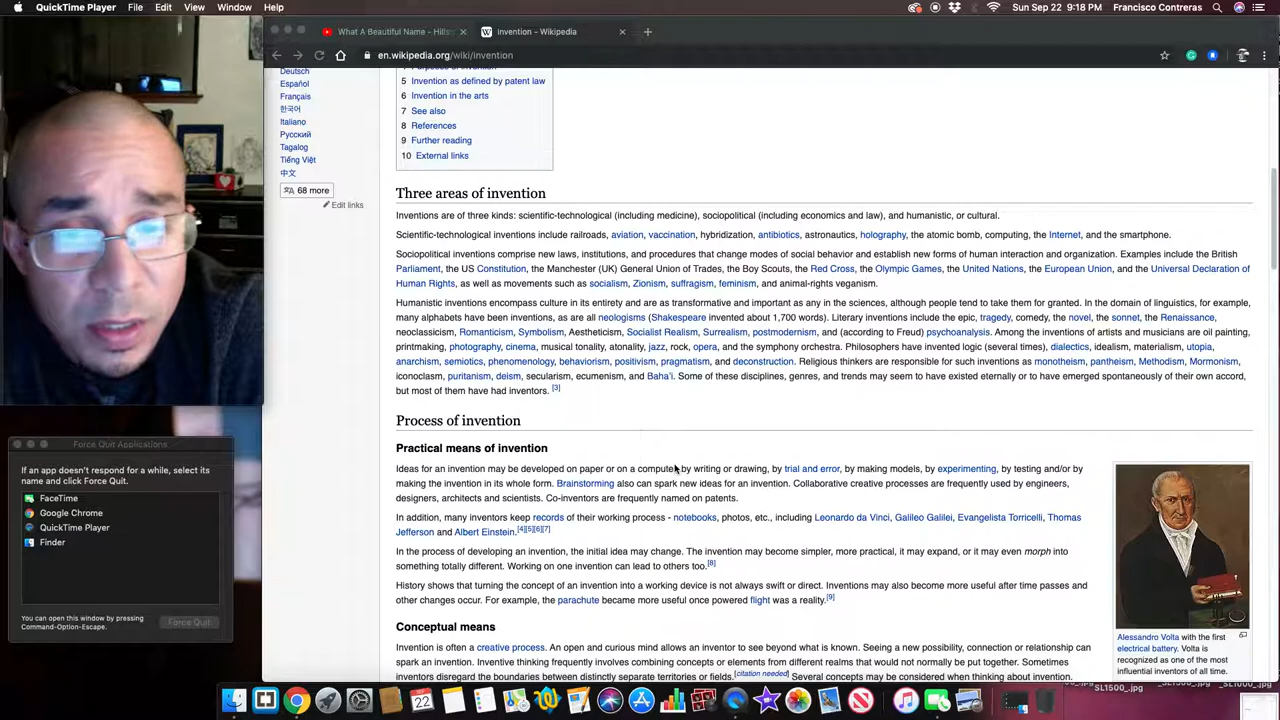 QuickTime Player File Edit View Window Help
Sun Sep 22 9:18 PM Francisco Contreras
What A Beautiful Name - Hills
Invention - Wikipedia
en.wikipedia.org/wiki/Invention
Deutsch
Español
Français
한국어
Italiano
Русский
Tagalog
Tiếng Việt
中文
68 more
Edit links
5 Invention as defined by patent law
6 Invention in the arts
7 See also
8 References
9 Further reading
10 External links
Three areas of invention
Inventions are of three kinds: scientific-technological (including medicine), sociopolitical (including economics and law), and humanistic, or cultural.
Scientific-technological inventions include railroads, aviation, vaccination, hybridization, antibiotics, astronautics, holography, the atomic bomb, computing, the Internet, and the smartphone.
Sociopolitical inventions comprise new laws, institutions, and procedures that change modes of social behavior and establish new forms of human interaction and organization. Examples include the British
Parliament, the US Constitution, the Manchester (UK) General Union of Trades, the Boy Scouts, the Red Cross, the Olympic Games, the United Nations, the European Union, and the Universal Declaration of
Human Rights, as well as movements such as socialism, Zionism, suffragism, feminism, and animal-rights veganism.
Humanistic inventions encompass culture in its entirety and are as transformative and important as any in the sciences, although people tend to take them for granted. In the domain of linguistics, for example,
many alphabets have been inventions, as are all neologisms (Shakespeare invented about 1,700 words). Literary inventions include the epic, tragedy, comedy, the novel, the sonnet, the Renaissance,
neoclassicism, Romanticism, Symbolism, Aestheticism, Socialist Realism, Surrealism, postmodernism, and (according to Freud) psychoanalysis. Among the inventions of artists and musicians are oil painting,
printmaking, photography, cinema, musical tonality, atonality, jazz, rock, opera, and the symphony orchestra. Philosophers have invented logic (several times), dialectics, idealism, materialism, utopia,
anarchism, semiotics, phenomenology, behaviorism, positivism, pragmatism, and deconstruction. Religious thinkers are responsible for such inventions as monotheism, pantheism, Methodism, Mormonism,
iconoclasm, puritanism, deism, secularism, ecumenism, and Baha'i. Some of these disciplines, genres, and trends may seem to have existed eternally or to have emerged spontaneously of their own accord,
but most of them have had inventors. [3]
Process of invention
Practical means of invention
Ideas for an invention may be developed on paper or on a computer, by writing or drawing, by trial and error, by making models, by experimenting, by testing and/or by
making the invention in its whole form. Brainstorming also can spark new ideas for an invention. Collaborative creative processes are frequently used by engineers,
designers, architects and scientists. Co-inventors are frequently named on patents.
In addition, many inventors keep records of their working process - notebooks, photos, etc., including Leonardo da Vinci, Galileo Galilei, Evangelista Torricelli, Thomas
Jefferson and Albert Einstein.[4][5][6][7]
In the process of developing an invention, the initial idea may change. The invention may become simpler, more practical, it may expand, or it may even morph into
something totally different. Working on one invention can lead to others too.[8]
History shows that turning the concept of an invention into a working device is not always swift or direct. Inventions may also become more useful after time passes and
other changes occur. For example, the parachute became more useful once powered flight was a reality.[9]
Conceptual means
Invention is often a creative process. An open and curious mind allows an inventor to see beyond what is known. Seeing a new possibility, connection or relationship can
spark an invention. Inventive thinking frequently involves combining concepts or elements from different realms that would not normally be put together. Sometimes
inventors disregard the boundaries between distinctly separate territories or fields.[citation needed] Several concepts may be considered when thinking about invention.
Alessandro Volta with the first
electrical battery. Volta is
recognized as one of the most
influential inventors of all time.
Force Quit Applications
If an app doesn't respond for a while, select its
name and click Force Quit.
FaceTime
Google Chrome
QuickTime Player
Finder
You can open this window by pressing
Command-Option-Escape.
Force Quit
22